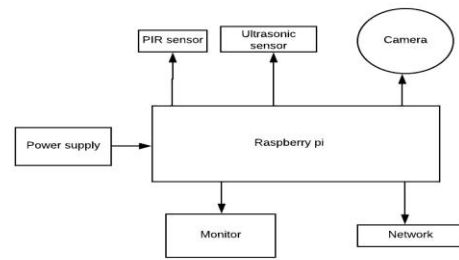 PIR sensor
Ultrasonic
sensor
Camera
Power supply
Raspberry pi
Monitor
Network